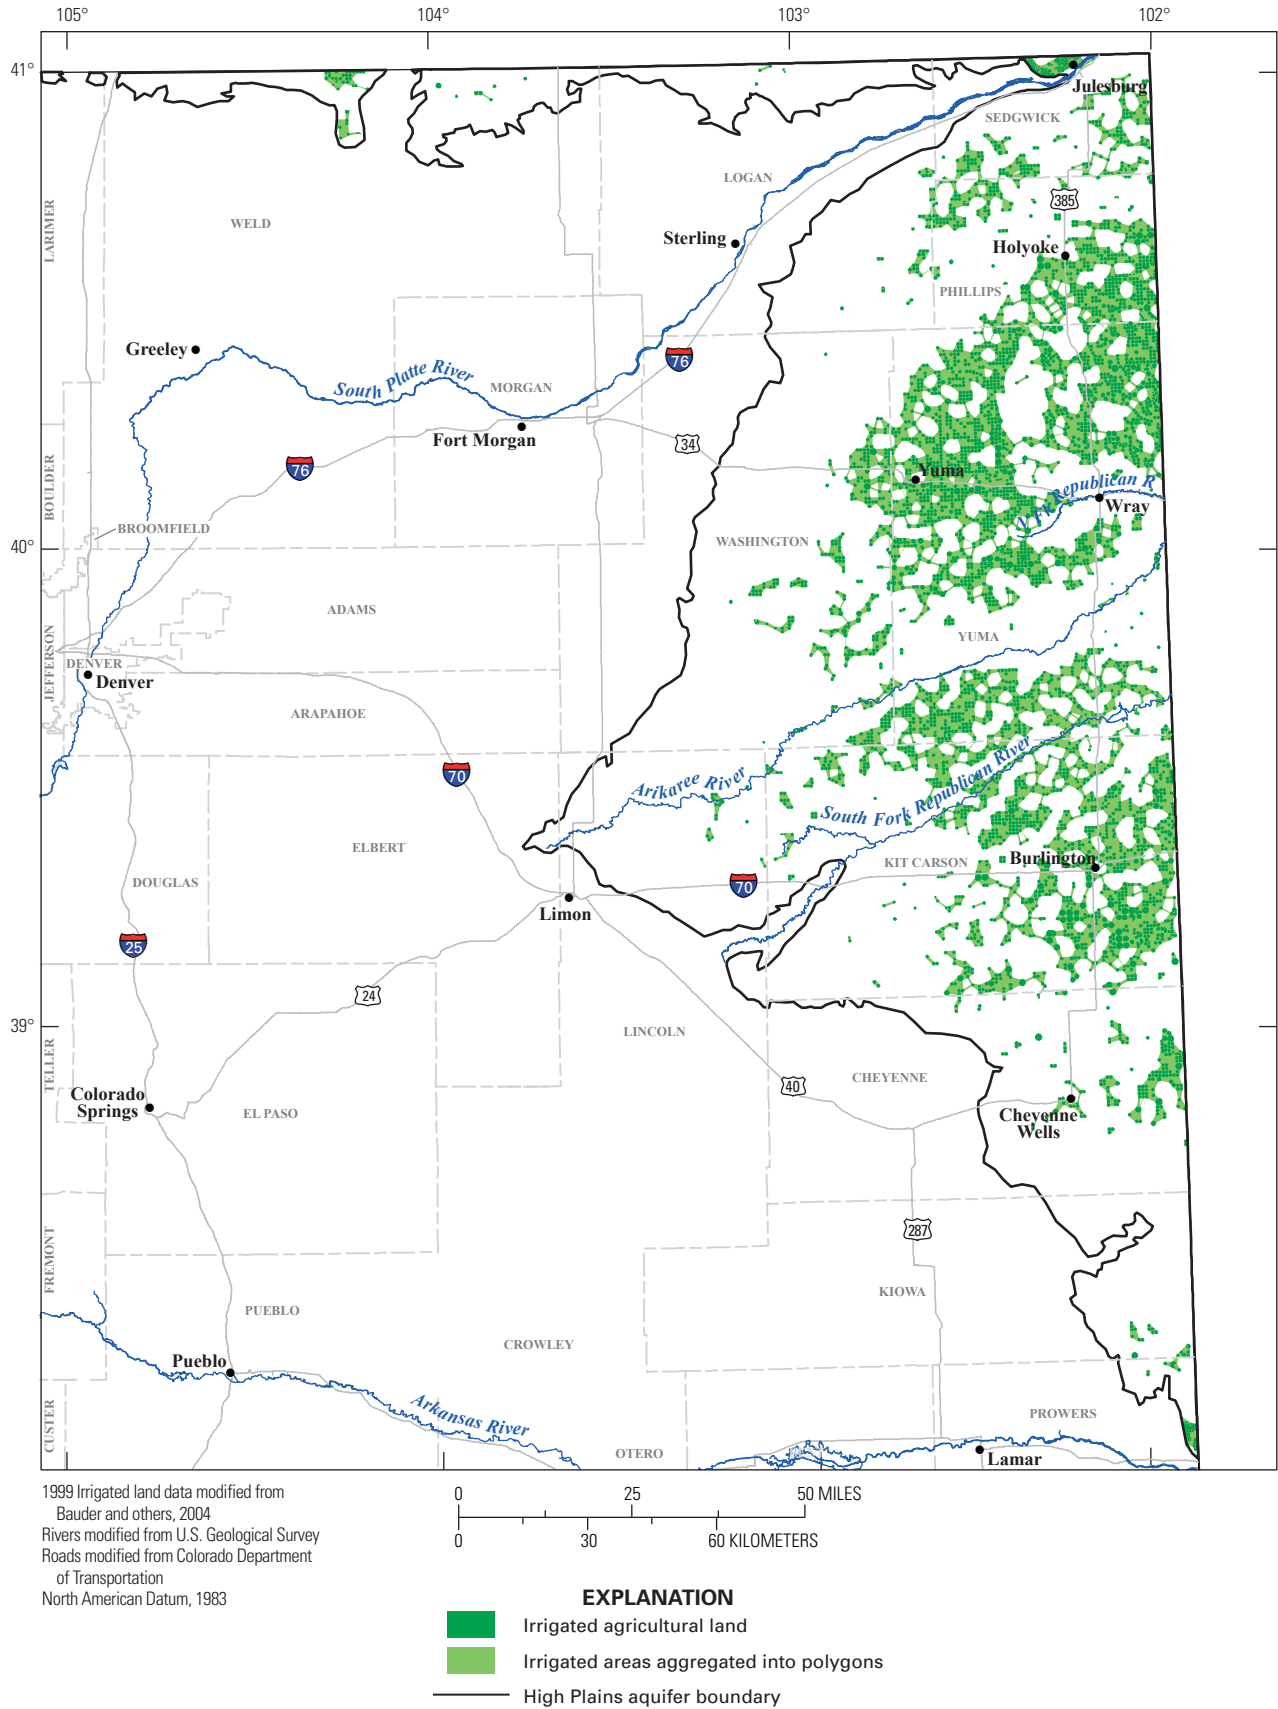 105°
104°
103°
102°
41°
Julesburg
SEDGWICK
LOGAN
385
LARIMER
WELD
Sterling
Holyoke
PHILLIPS
Greeley
76
South Platte River
MORGAN
Fort Morgan
34
76
Yuma
N Fk Republican R
Wray
BOULDER
BROOMFIELD
40°
WASHINGTON
ADAMS
YUMA
JEFFERSON
DENVER
Denver
ARAPAHOE
70
Arikaree River
South Fork Republican River
ELBERT
KIT CARSON
Burlington
DOUGLAS
70
Limon
25
24
39°
LINCOLN
TELLER
CHEYENNE
40
Colorado
Springs
EL PASO
Cheyenne
Wells
287
FREMONT
KIOWA
PUEBLO
CROWLEY
Pueblo
CUSTER
Arkansas River
PROWERS
OTERO
Lamar
1999 Irrigated land data modified from
Bauder and others, 2004
Rivers modified from U.S. Geological Survey
Roads modified from Colorado Department
of Transportation
North American Datum, 1983
0 25 50 MILES
0 30 60 KILOMETERS
EXPLANATION
Irrigated agricultural land
Irrigated areas aggregated into polygons
High Plains aquifer boundary